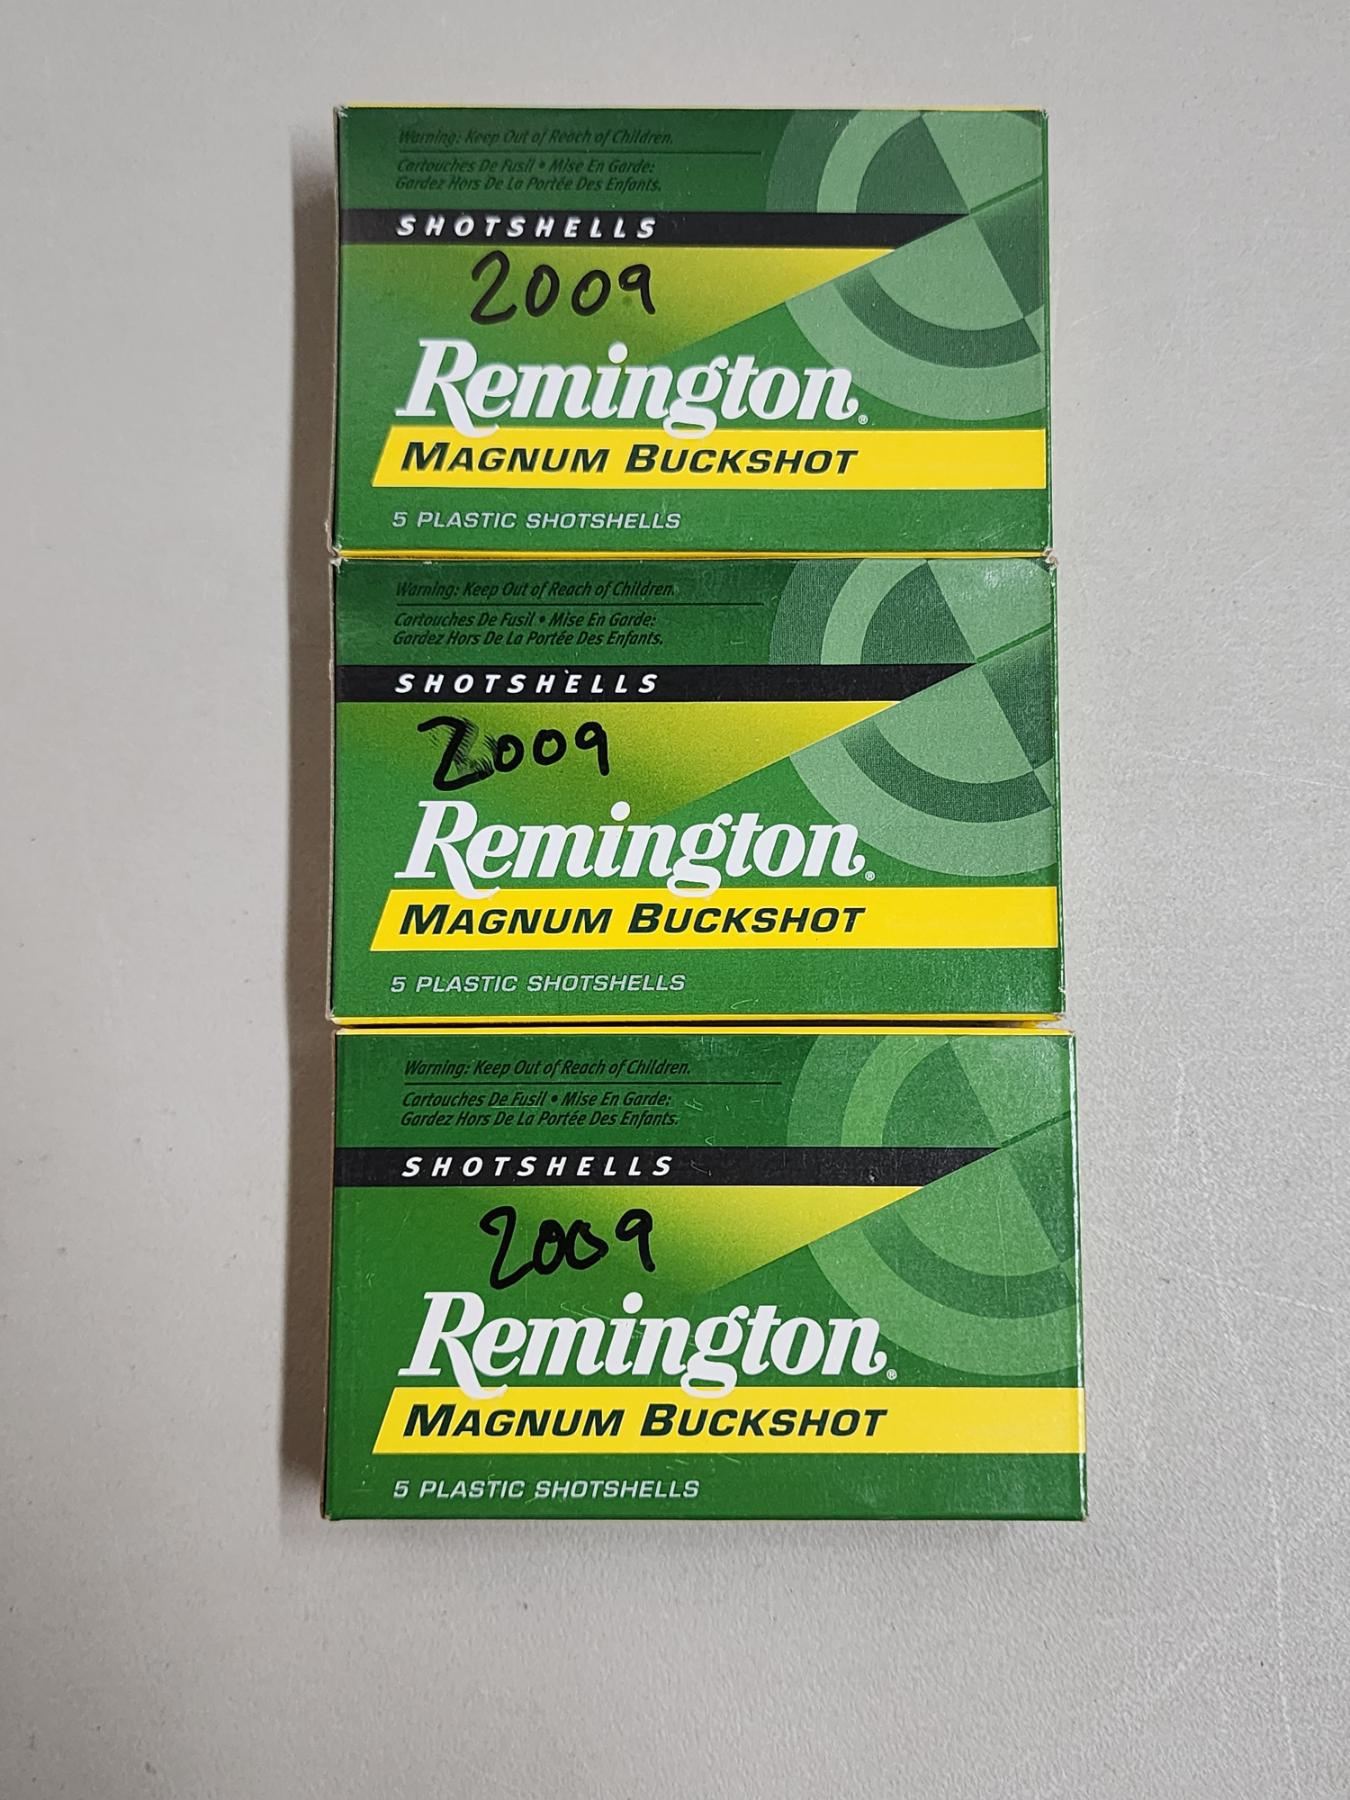 Warning: Keep Out of Reach of Children.
Cartouches De Fusil • Mise En Garde:
Gardez Hors De La Portée Des Enfants.
SHOTSHELLS
2009
Remington®
MAGNUM BUCKSHOT
5 PLASTIC SHOTSHELLS
Warning: Keep Out of Reach of Children.
Cartouches De Fusil • Mise En Garde:
Gardez Hors De La Portée Des Enfants.
SHOTSHELLS
2009
Remington®
MAGNUM BUCKSHOT
5 PLASTIC SHOTSHELLS
Warning: Keep Out of Reach of Children.
Cartouches De Fusil • Mise En Garde:
Gardez Hors De La Portée Des Enfants.
SHOTSHELLS
2009
Remington®
MAGNUM BUCKSHOT
5 PLASTIC SHOTSHELLS